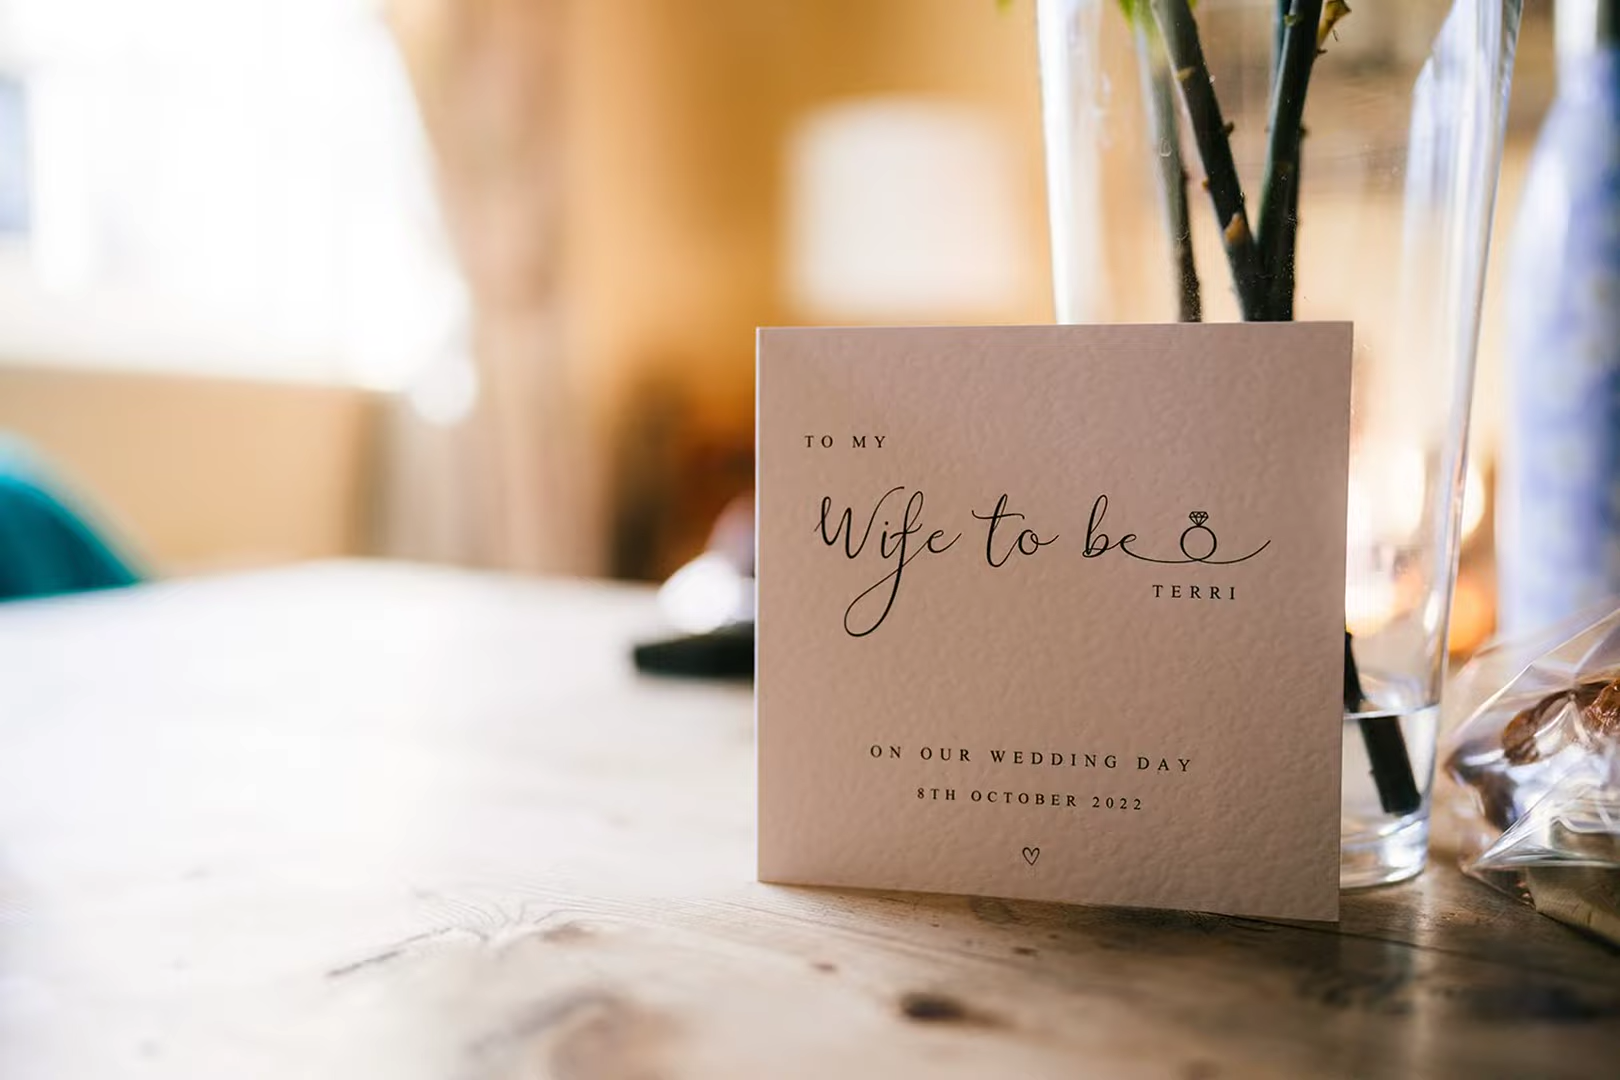 TO MY
Wife to be
TERRI
ON OUR WEDDING DAY
8TH OCTOBER 2022